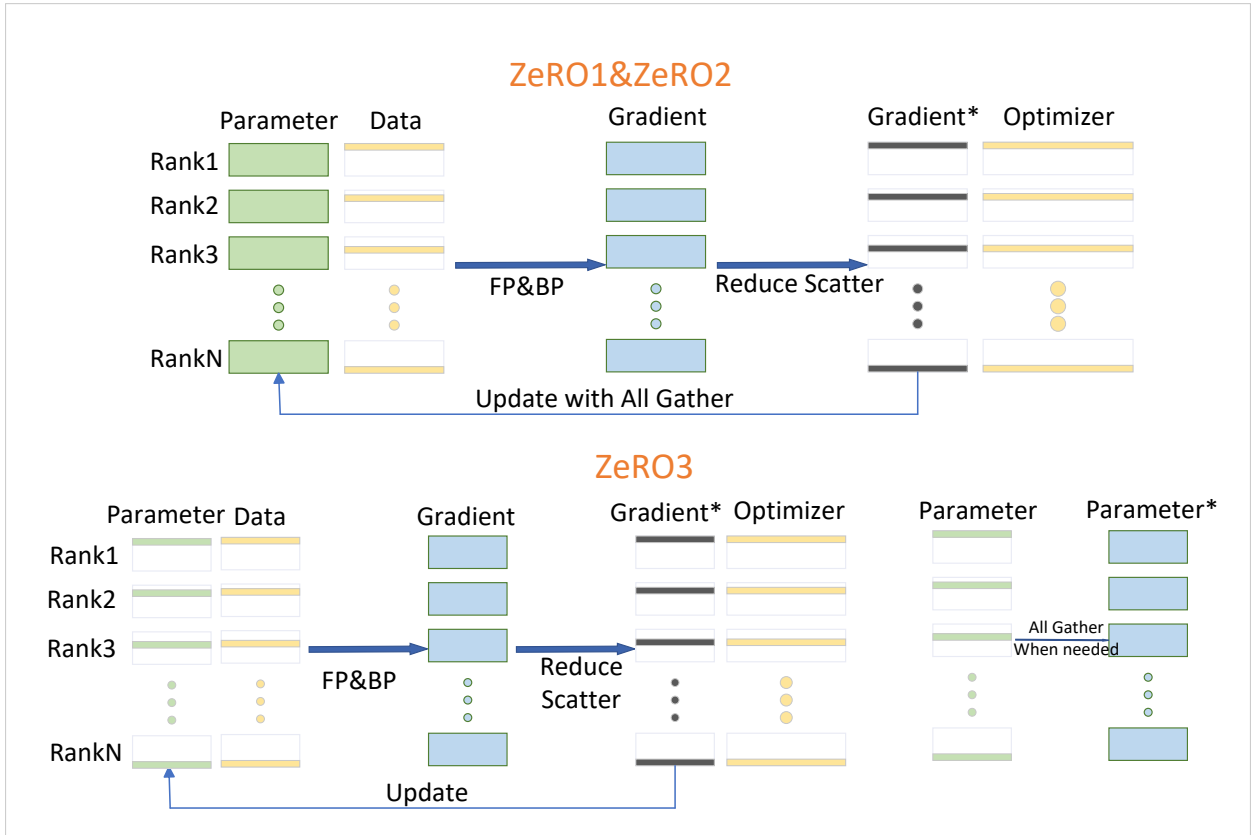 ZeRO1&ZeRO2
Parameter Data Gradient Gradient* Optimizer
Rank1
Rank2
Rank3
FP&BP Reduce Scatter
RankN
Update with All Gather
ZeRO3
Parameter Data Gradient Gradient* Optimizer Parameter Parameter*
Rank1
Rank2
Rank3
FP&BP
Reduce
Scatter
All Gather
When needed
RankN
Update